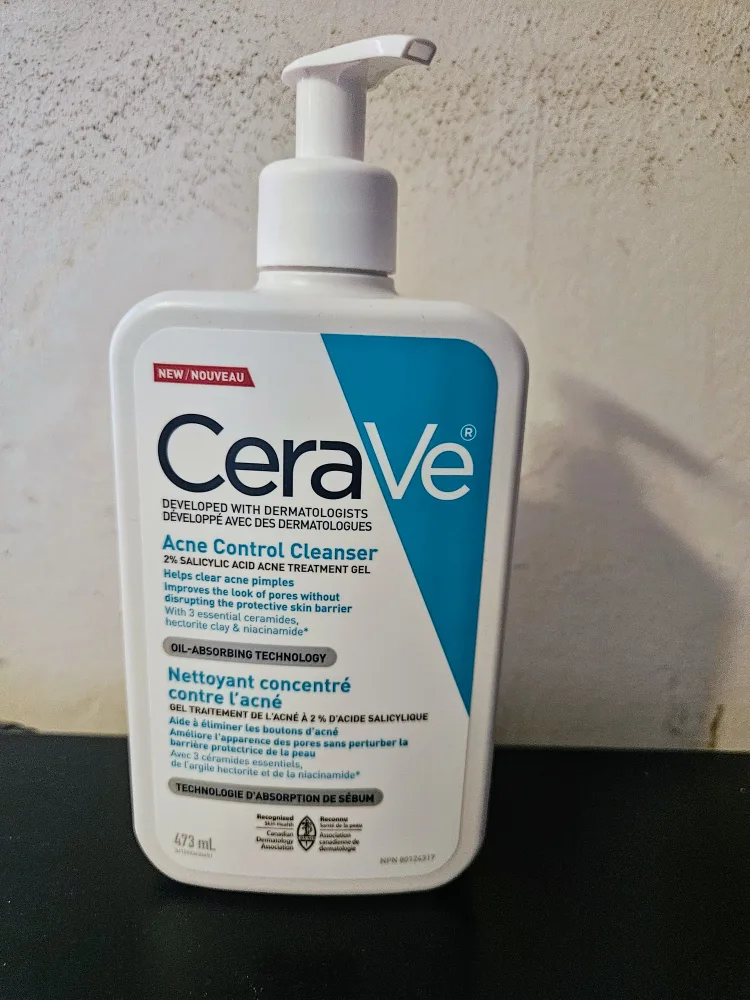 NEW/NOUVEAU
CeraVe®
DEVELOPED WITH DERMATOLOGISTS
DÉVELOPPÉ AVEC DES DERMATOLOGUES
Acne Control Cleanser
2% SALICYLIC ACID ACNE TREATMENT GEL
Helps clear acne pimples
Improves the look of pores without
disrupting the protective skin barrier
With 3 essential ceramides,
hectorite clay & niacinamide*
OIL-ABSORBING TECHNOLOGY
Nettoyant concentré
contre l'acné
GEL TRAITEMENT DE L'ACNÉ À 2 % D'ACIDE SALICYLIQUE
Aide à éliminer les boutons d'acné
Améliore l'apparence des pores sans perturber la
barrière protectrice de la peau
Avec 3 céramides essentiels,
de l'argile hectorite et de la niacinamide*
TECHNOLOGIE D'ABSORPTION DE SÉBUM
Recognized
Skin Health
Canadian
Dermatology
Association
Reconnu
Santé de la peau
Association
canadienne de
dermatologie
473 mL